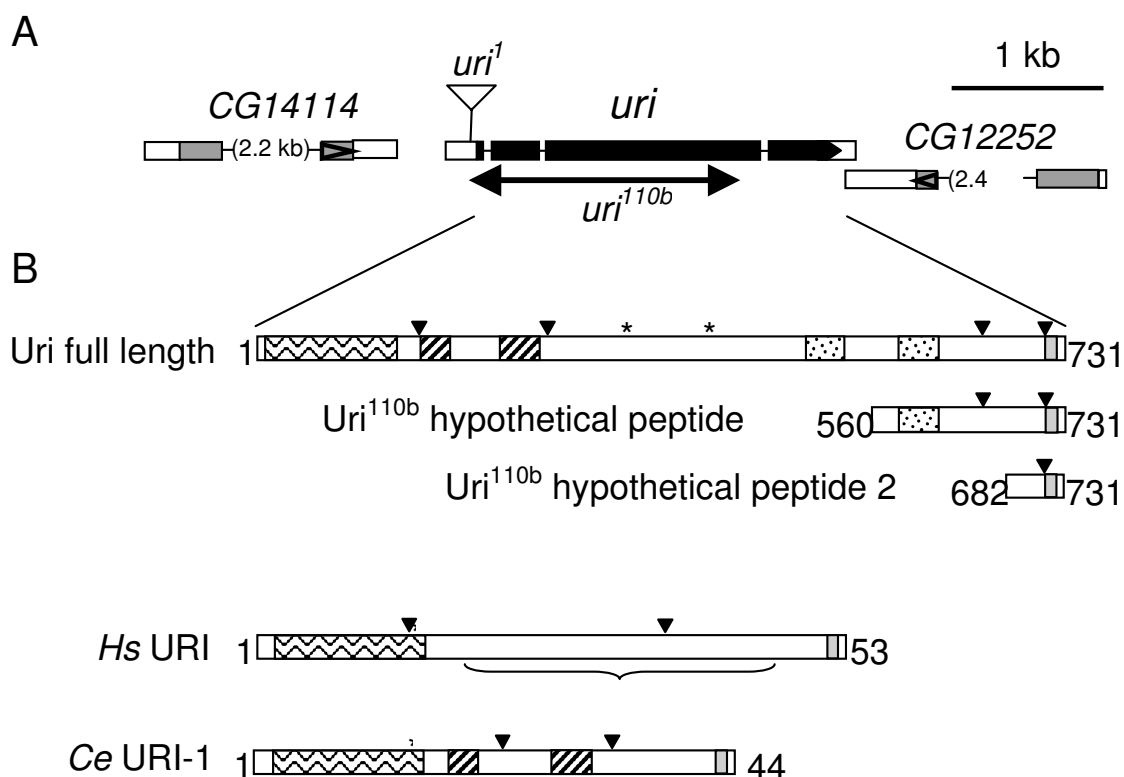 A
uri1
1 kb
CG14114
uri
CG12252
(2.2 kb)
(2.4
uri110b
B
Uri full length 1 * * 731
Uri110b hypothetical peptide 560 731
Uri110b hypothetical peptide 2 682 731
Hs URI 1 53
Ce URI-1 1 44